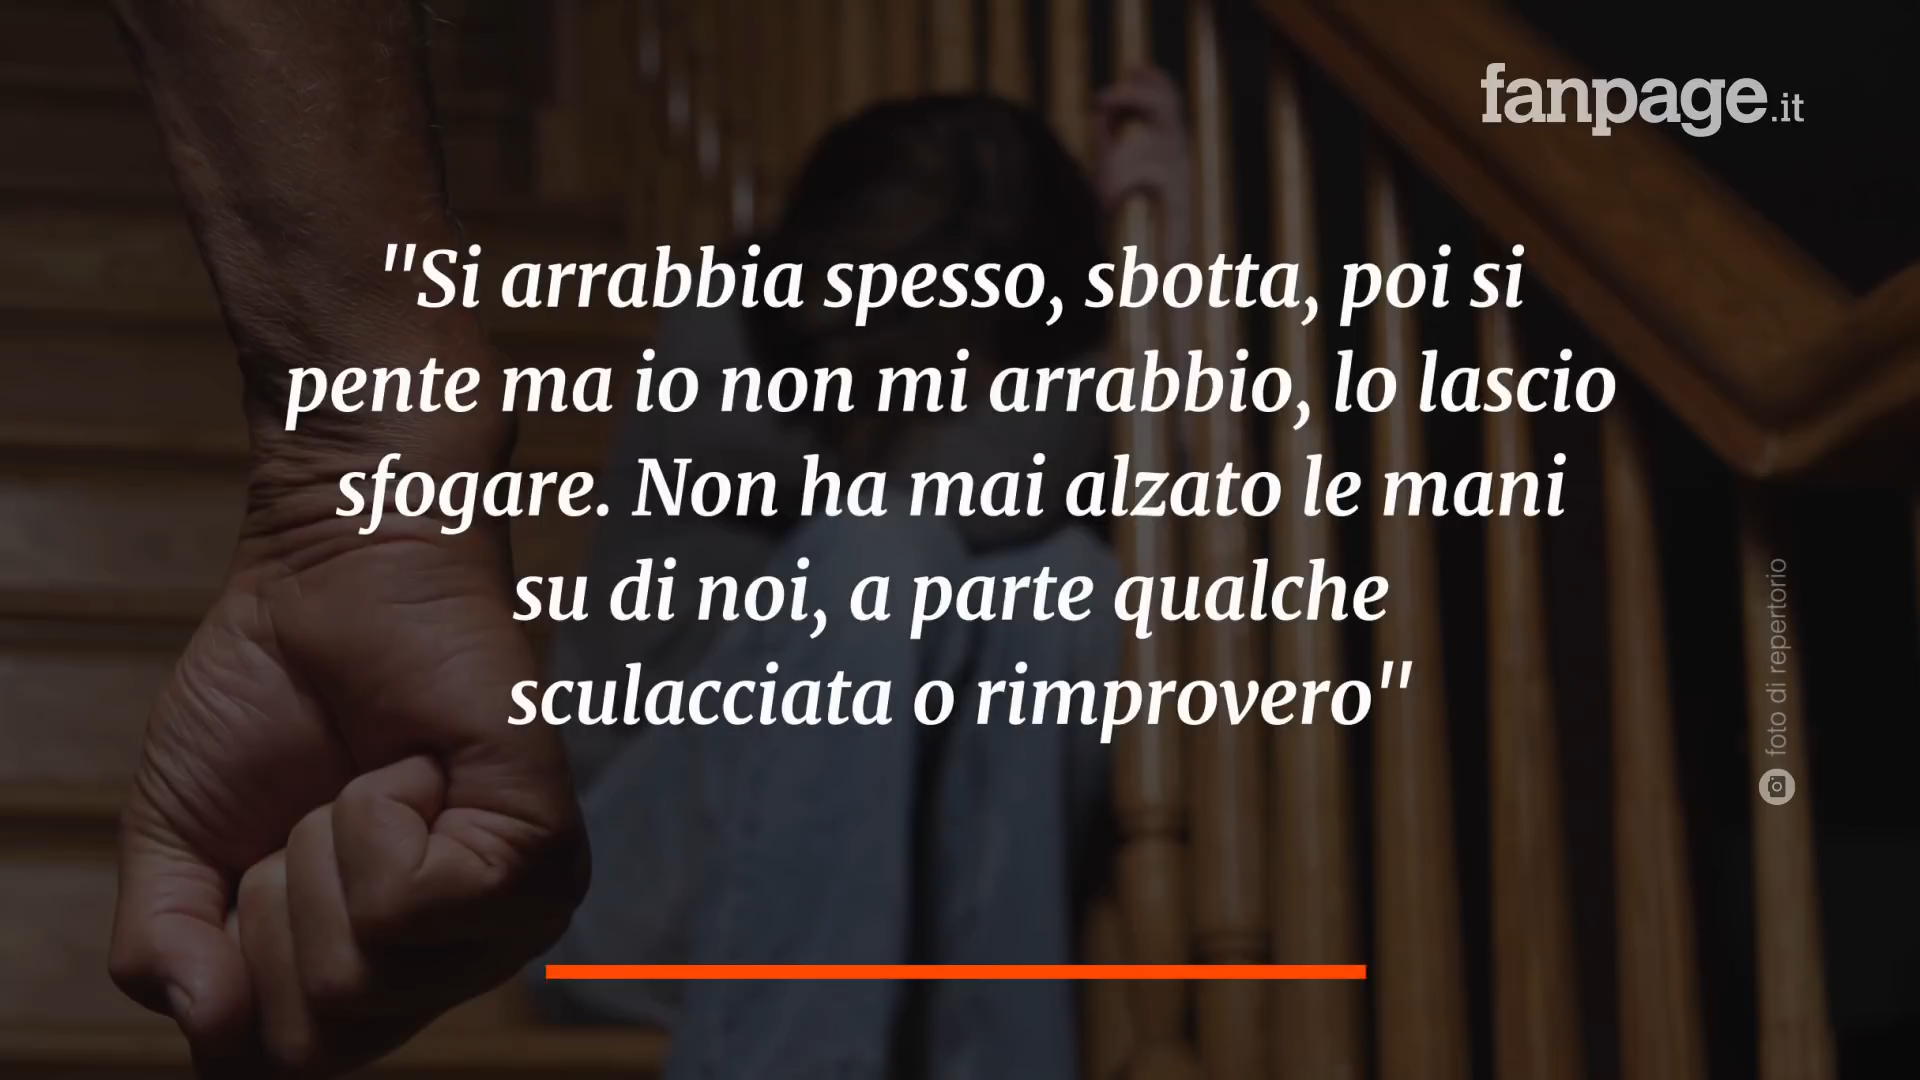 fanpage.it
"Si arrabbia spesso, sbotta, poi si
pente ma io non mi arrabbio, lo lascio
sfogare. Non ha mai alzato le mani
su di noi, a parte qualche
sculacciata o rimprovero"
foto di repertorio